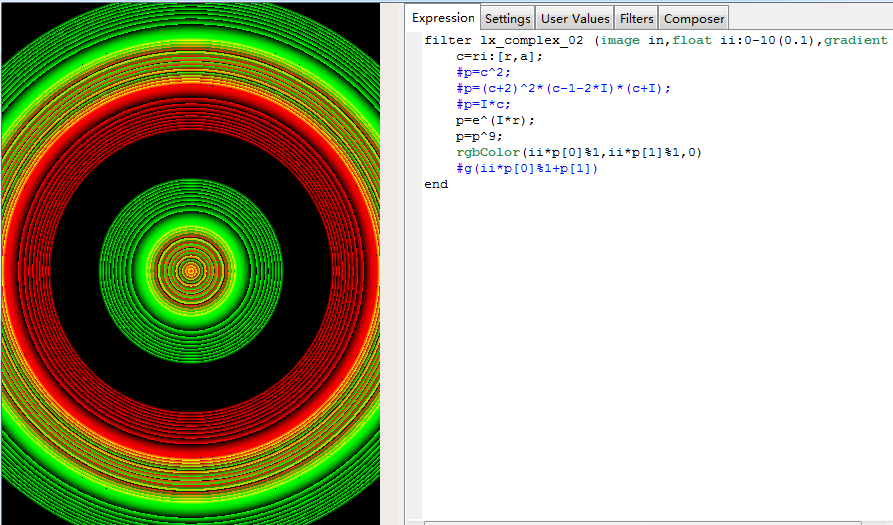 Expression Settings User Values Filters Composer
filter lx_complex_02 (image in,float ii:0-10(0.1),gradient
c=ri:[r,a];
#p=c^2;
#p=(c+2)^2*(c-1-2*I)*(c+I);
#p=I*c;
p=e^(I*r);
p=p^9;
rgbColor(ii*p[0]%1,ii*p[1]%1,0)
#g(ii*p[0]%1+p[1])
end